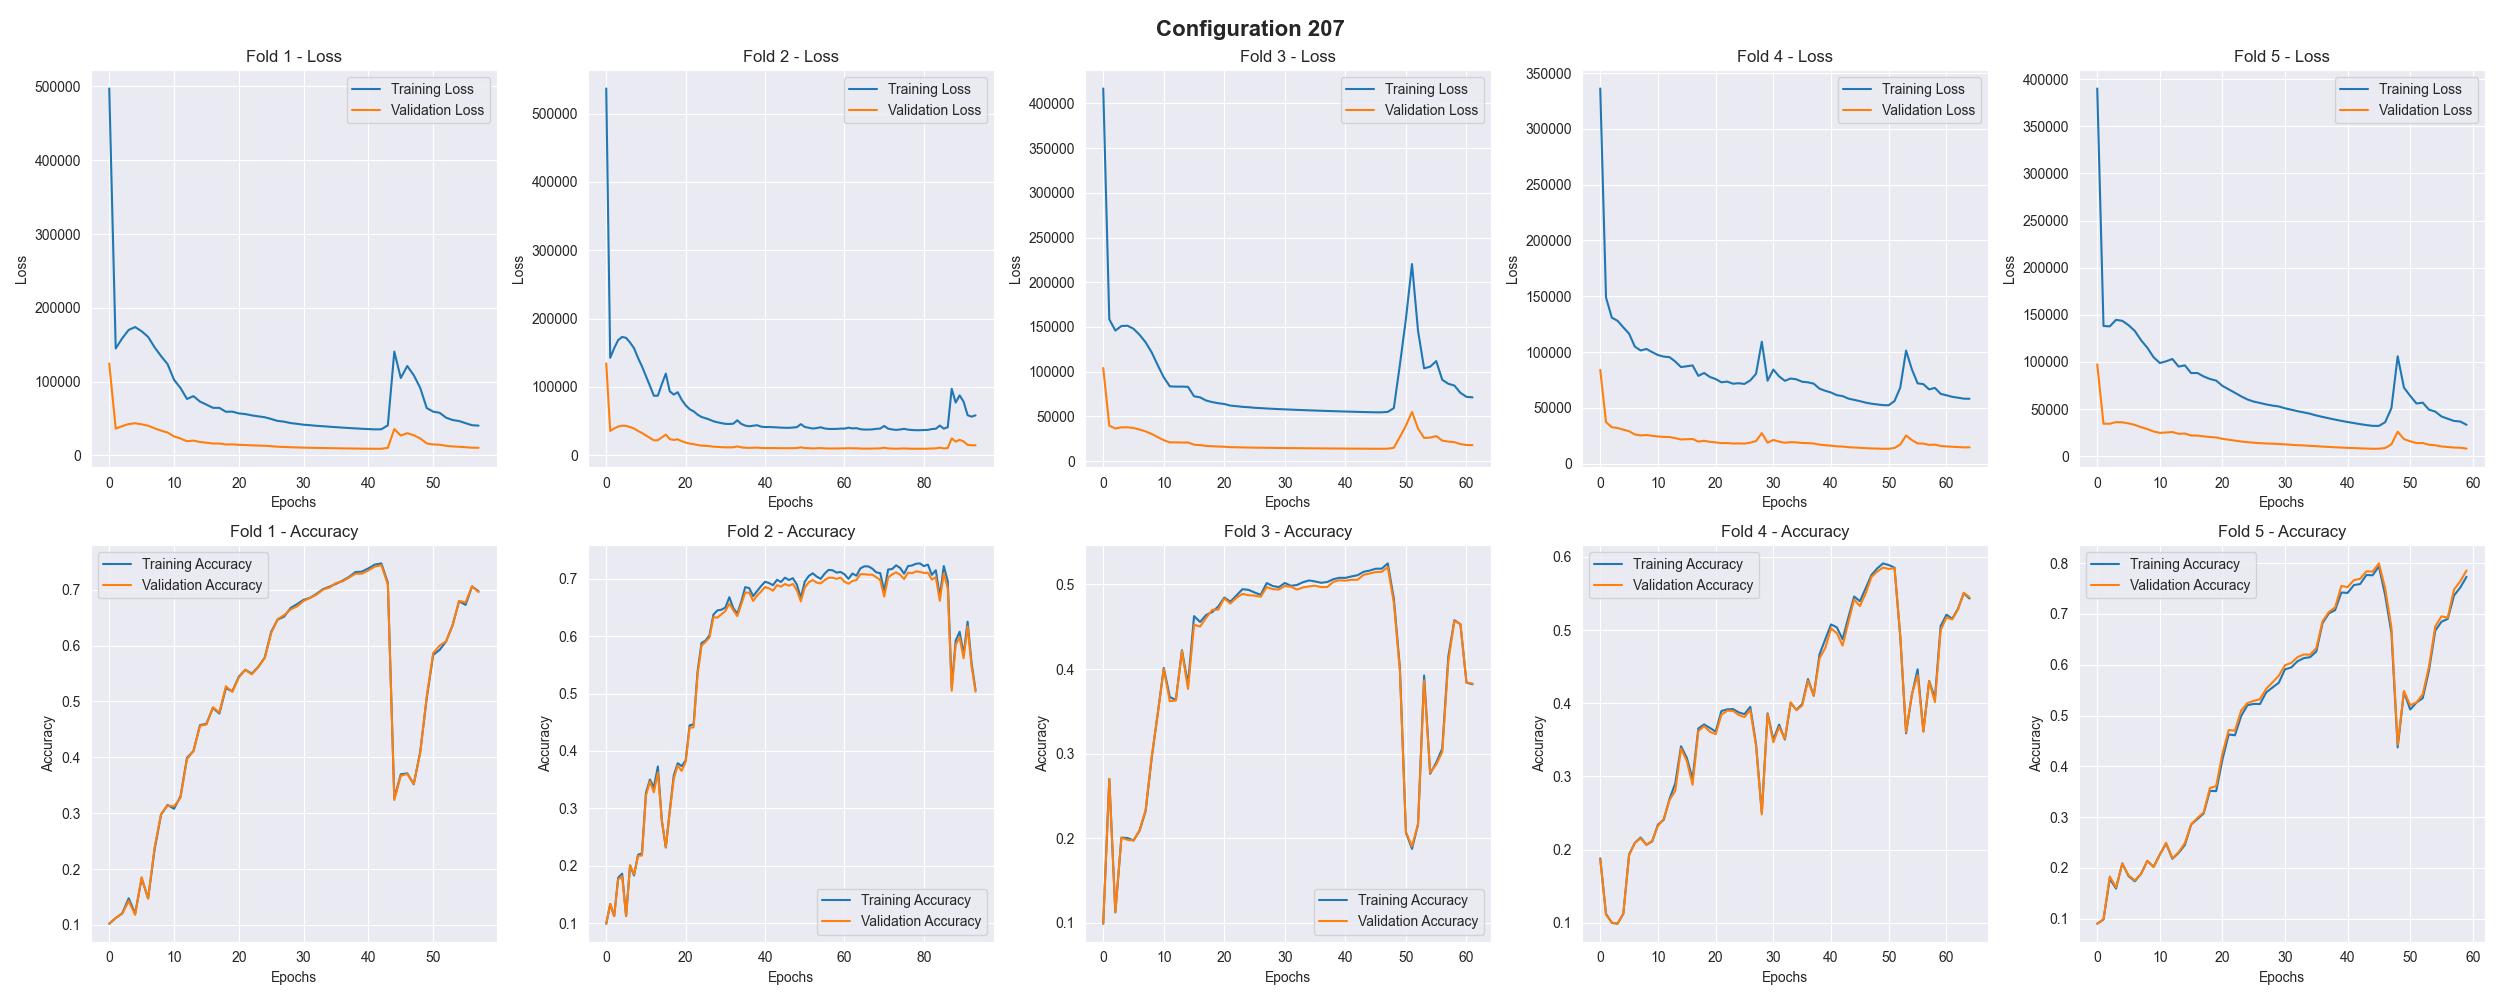 Configuration 207
Fold 1 - Loss
500000
400000
300000
200000
100000
0
Loss
Training Loss
Validation Loss
0 10 20 30 40 50
Epochs
Fold 2 - Loss
500000
400000
300000
200000
100000
0
Loss
Training Loss
Validation Loss
0 20 40 60 80
Epochs
Fold 3 - Loss
400000
350000
300000
250000
200000
150000
100000
50000
0
Loss
Training Loss
Validation Loss
0 10 20 30 40 50 60
Epochs
Fold 4 - Loss
350000
300000
250000
200000
150000
100000
50000
0
Loss
Training Loss
Validation Loss
0 10 20 30 40 50 60
Epochs
Fold 5 - Loss
400000
350000
300000
250000
200000
150000
100000
50000
0
Loss
Training Loss
Validation Loss
0 10 20 30 40 50 60
Epochs
Fold 1 - Accuracy
0.7
0.6
0.5
0.4
0.3
0.2
0.1
Accuracy
Training Accuracy
Validation Accuracy
0 10 20 30 40 50
Epochs
Fold 2 - Accuracy
0.7
0.6
0.5
0.4
0.3
0.2
0.1
Accuracy
Training Accuracy
Validation Accuracy
0 20 40 60 80
Epochs
Fold 3 - Accuracy
0.5
0.4
0.3
0.2
0.1
Accuracy
Training Accuracy
Validation Accuracy
0 10 20 30 40 50 60
Epochs
Fold 4 - Accuracy
0.6
0.5
0.4
0.3
0.2
0.1
Accuracy
Training Accuracy
Validation Accuracy
0 10 20 30 40 50 60
Epochs
Fold 5 - Accuracy
0.8
0.7
0.6
0.5
0.4
0.3
0.2
0.1
Accuracy
Training Accuracy
Validation Accuracy
0 10 20 30 40 50 60
Epochs